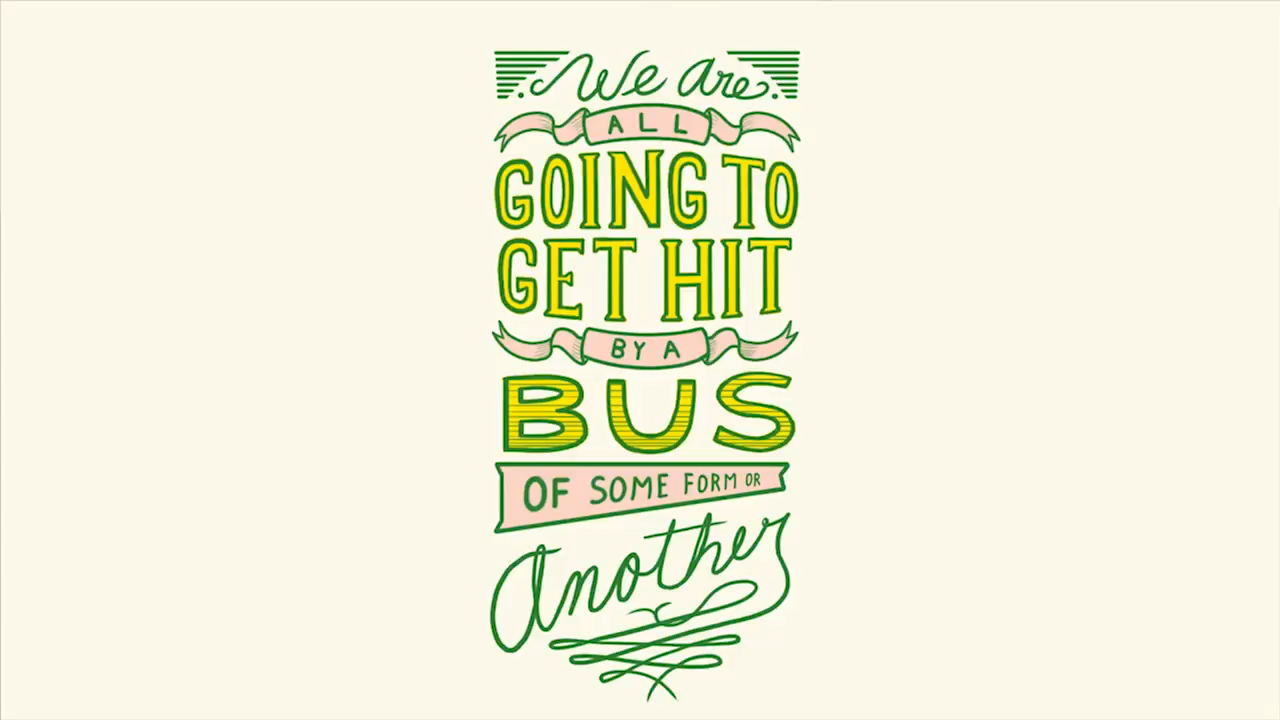 We Are
ALL
GOING TO
GET HIT
BY A
BUS
OF SOME FORM OR
Another